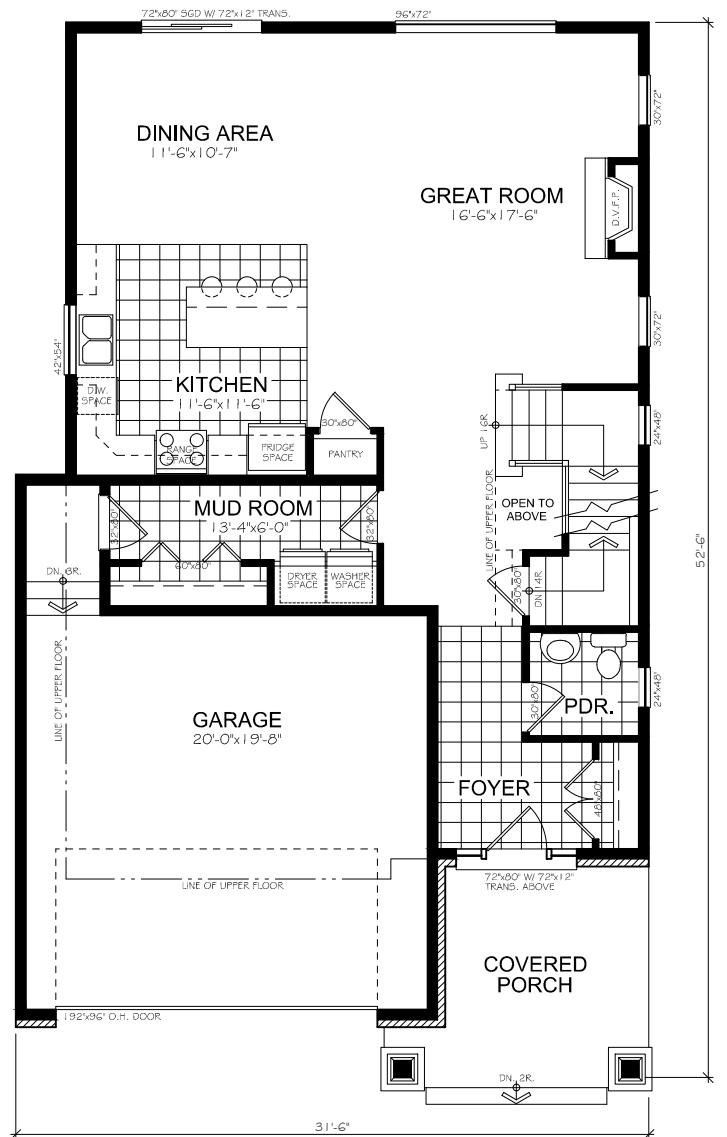 72"x80" SGD W/ 72"x12" TRANS.
96"x72"
30"x72"
DINING AREA
11'-6"x10'-7"
GREAT ROOM
16'-6"x17'-6"
D.V.F.P.
30"x72"
42"x54"
D.W.
SPACE
KITCHEN
11'-6"x11'-6"
RANGE
SPACE
FRIDGE
SPACE
30"x80"
PANTRY
UP 16R
24"x48"
LINE OF UPPER FLOOR
OPEN TO
ABOVE
MUD ROOM
13'-4"x6'-0"
32"x80"
32"x80"
60"x80"
DRYER
SPACE
WASHER
SPACE
DN. 3R.
30"x80"
DN 14R
52'-6"
LINE OF UPPER FLOOR
GARAGE
20'-0"x19'-8"
30"x80"
PDR.
24"x48"
FOYER
48"x80"
LINE OF UPPER FLOOR
72"x80" W/ 72"x12"
TRANS. ABOVE
COVERED
PORCH
192"x96" O.H. DOOR
DN. 2R.
31'-6"